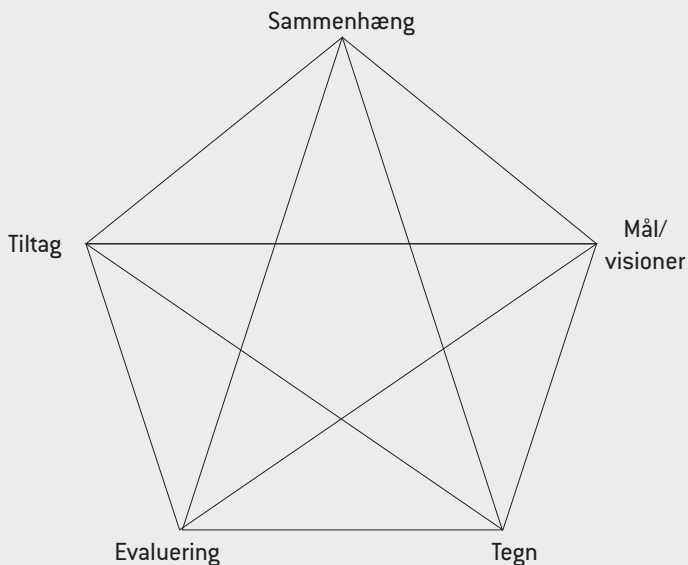 Sammenhæng
Tiltag
Mål/
visioner
Evaluering
Tegn